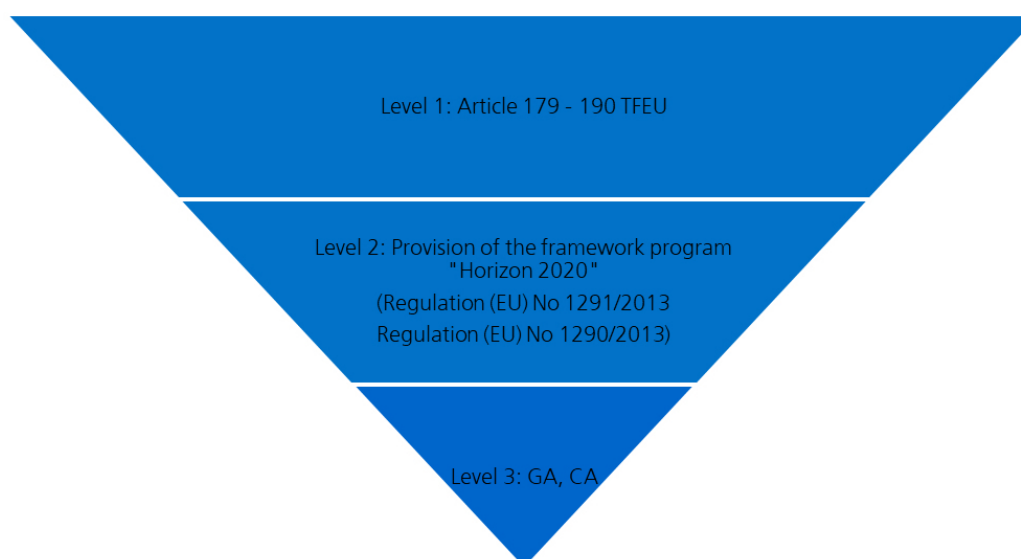 Level 1: Article 179 - 190 TFEU
Level 2: Provision of the framework program
"Horizon 2020"
(Regulation (EU) No 1291/2013
Regulation (EU) No 1290/2013)
Level 3: GA, CA